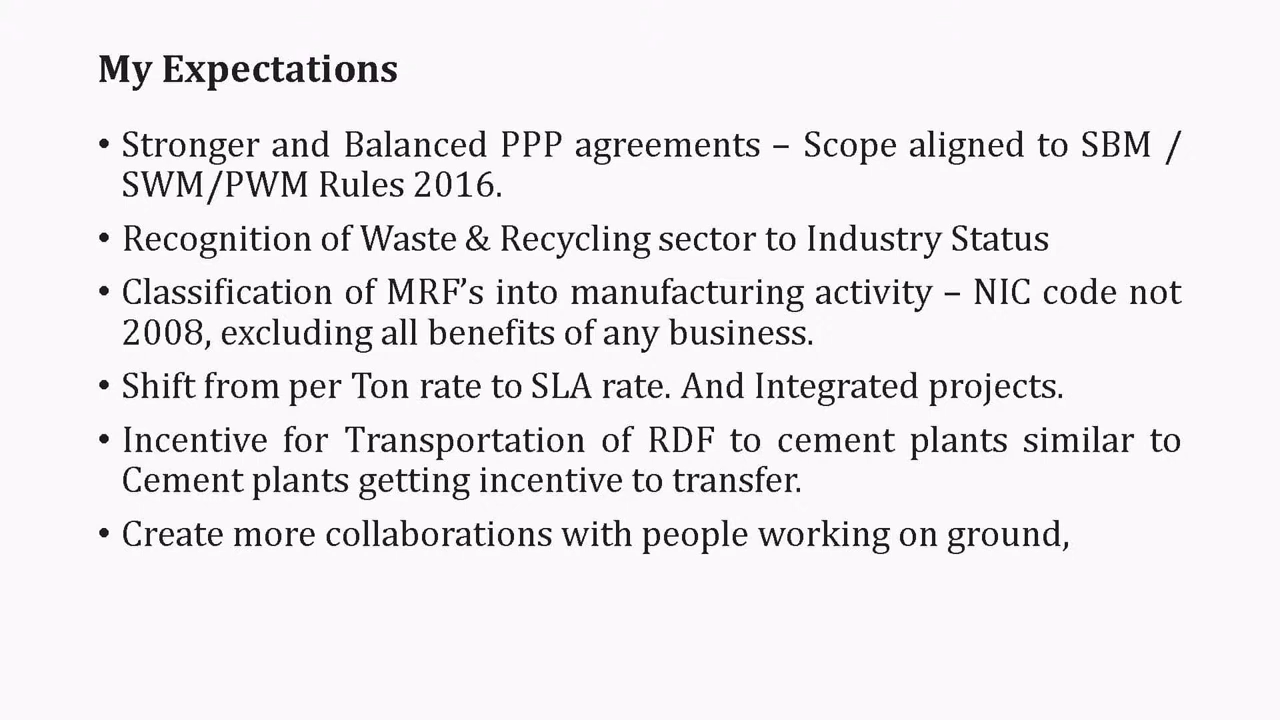 My Expectations
• Stronger and Balanced PPP agreements – Scope aligned to SBM /
SWM/PWM Rules 2016.
• Recognition of Waste & Recycling sector to Industry Status
• Classification of MRF’s into manufacturing activity – NIC code not
2008, excluding all benefits of any business.
• Shift from per Ton rate to SLA rate. And Integrated projects.
• Incentive for Transportation of RDF to cement plants similar to
Cement plants getting incentive to transfer.
• Create more collaborations with people working on ground,